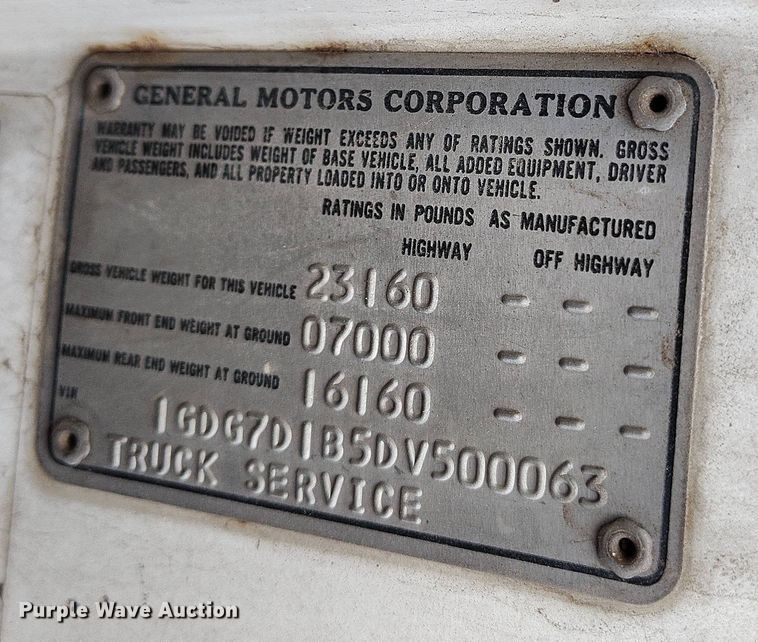 GENERAL MOTORS CORPORATION
WARRANTY MAY BE VOIDED IF WEIGHT EXCEEDS ANY OF RATINGS SHOWN. GROSS
VEHICLE WEIGHT INCLUDES WEIGHT OF BASE VEHICLE, ALL ADDED EQUIPMENT, DRIVER
AND PASSENGERS, AND ALL PROPERTY LOADED INTO OR ONTO VEHICLE.
RATINGS IN POUNDS AS MANUFACTURED
HIGHWAY OFF HIGHWAY
GROSS VEHICLE WEIGHT FOR THIS VEHICLE 23160 - - -
MAXIMUM FRONT END WEIGHT AT GROUND 07000 - - -
MAXIMUM REAR END WEIGHT AT GROUND 16160 - - -
VIN 1GDG7D1B5DV500063
TRUCK SERVICE
Purple Wave Auction